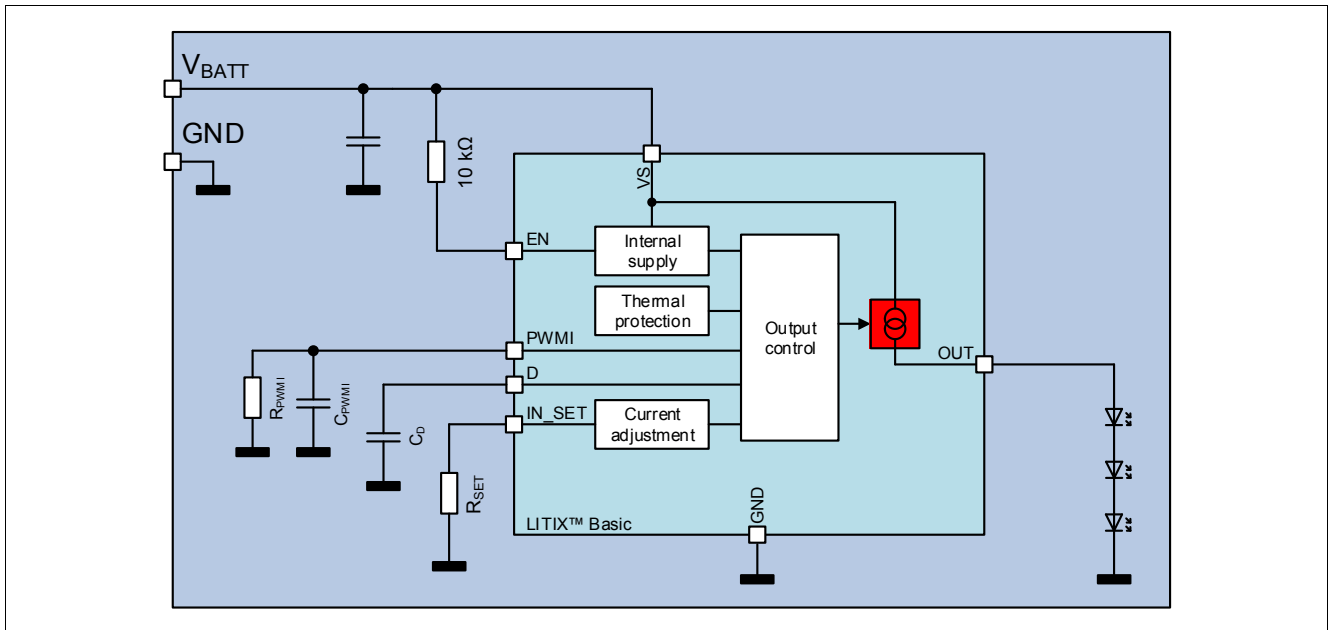 VBATT
GND
10 kΩ
VS
EN
Internal
supply
Thermal
protection
Output
control
PWMI
D
IN_SET
Current
adjustment
OUT
RPWMI
CPWMI
CD
RSET
GND
LITIX™ Basic